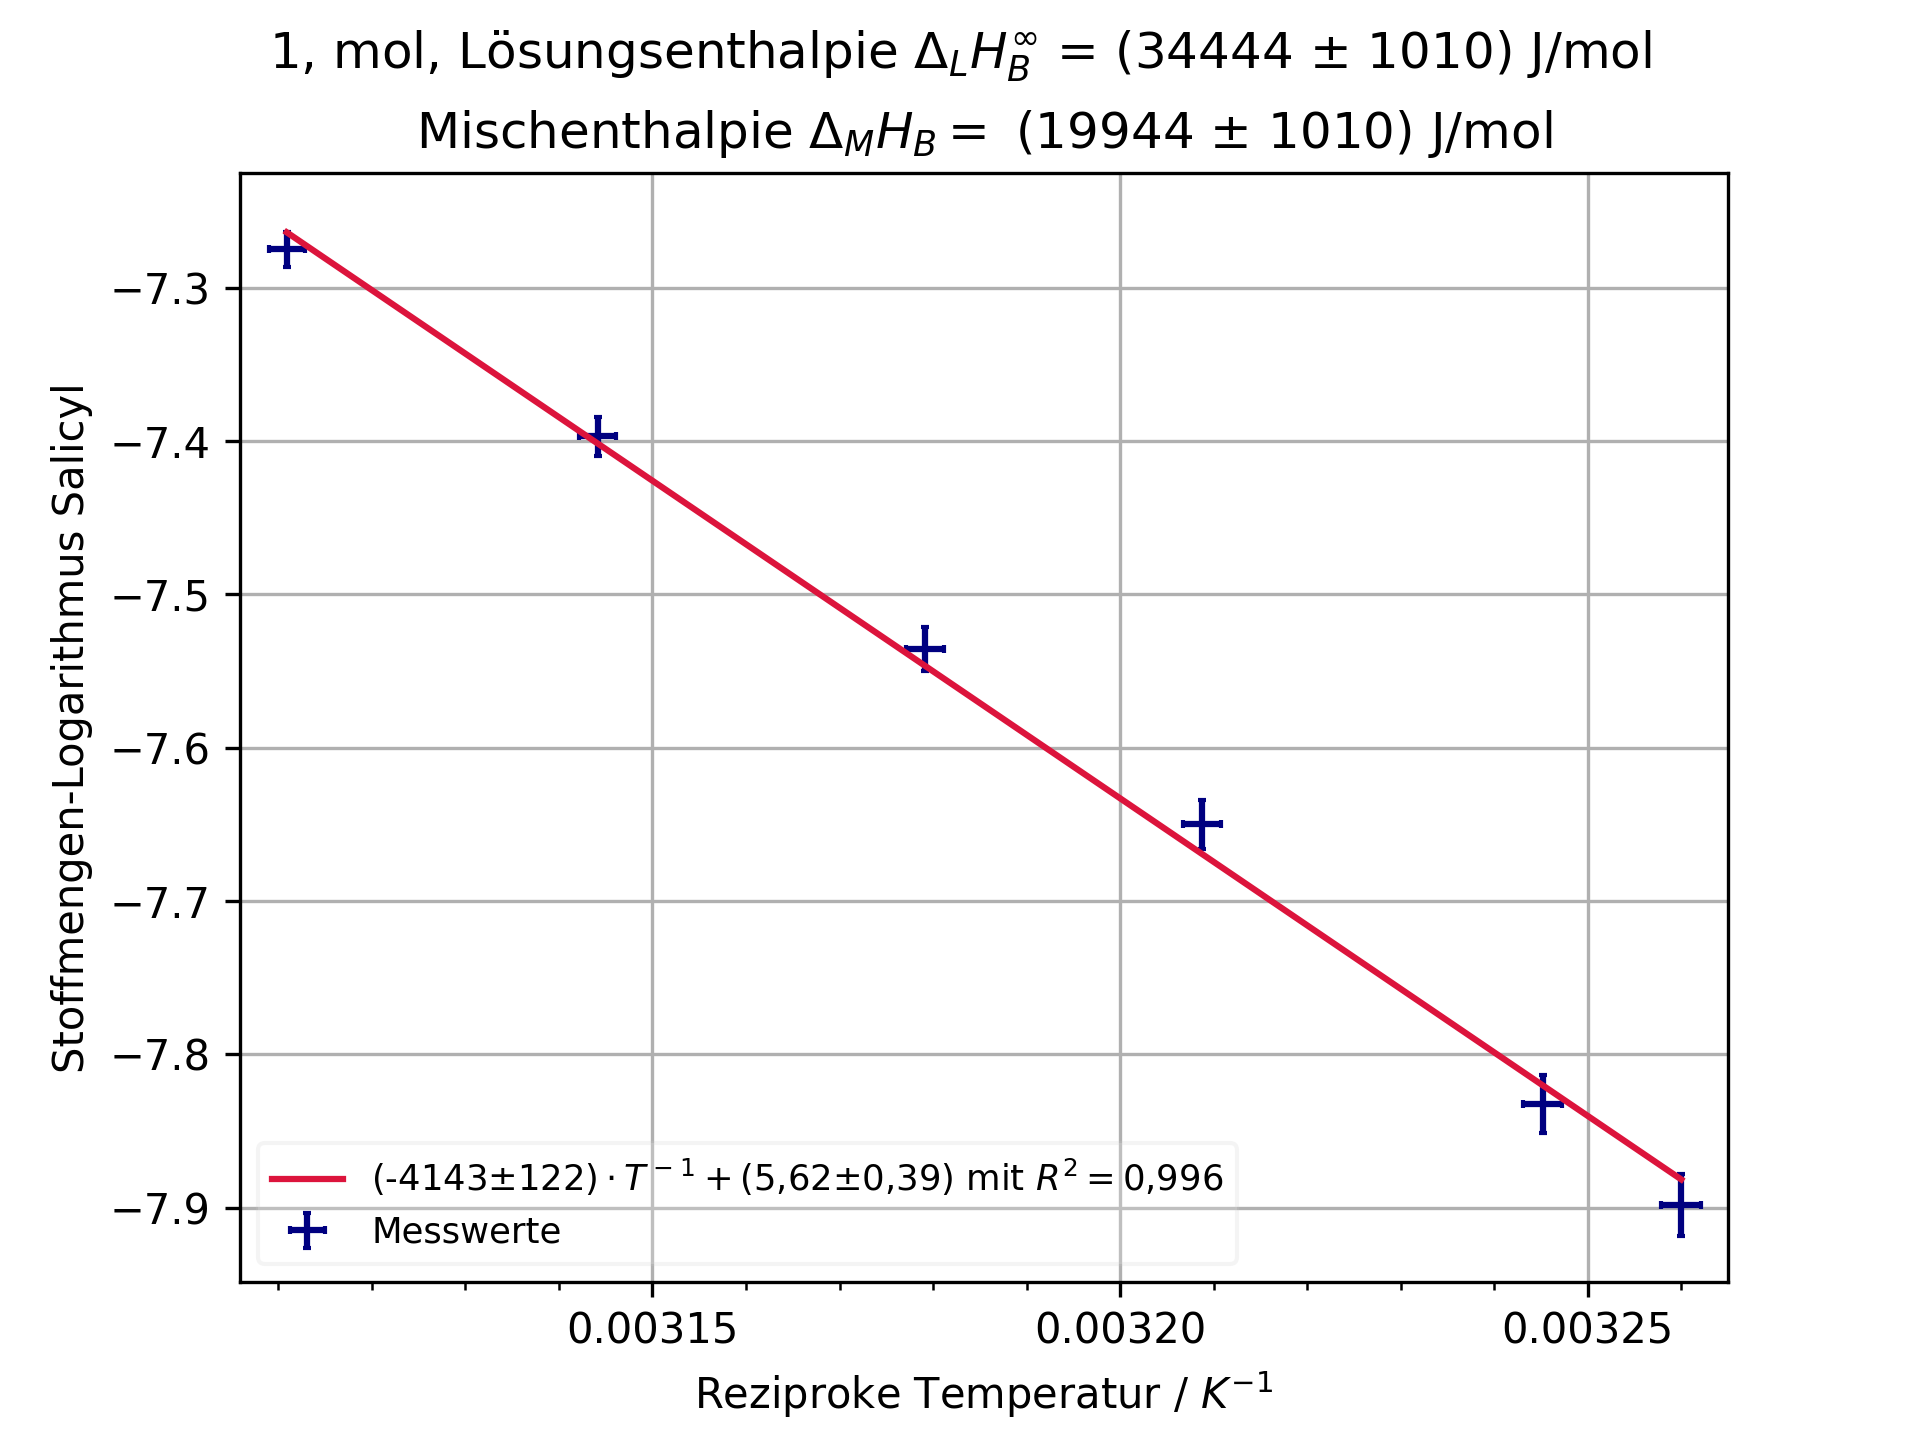 1, mol, Lösungsenthalpie Δ_L H_B^∞ = (34444 ± 1010) J/mol
Mischenthalpie Δ_M H_B = (19944 ± 1010) J/mol
Stoffmengen-Logarithmus Salicyl
−7.3
−7.4
−7.5
−7.6
−7.7
−7.8
−7.9
(-4143±122) · T⁻¹ + (5,62±0,39) mit R² = 0,996
Messwerte
0.00315 0.00320 0.00325
Reziproke Temperatur / K⁻¹